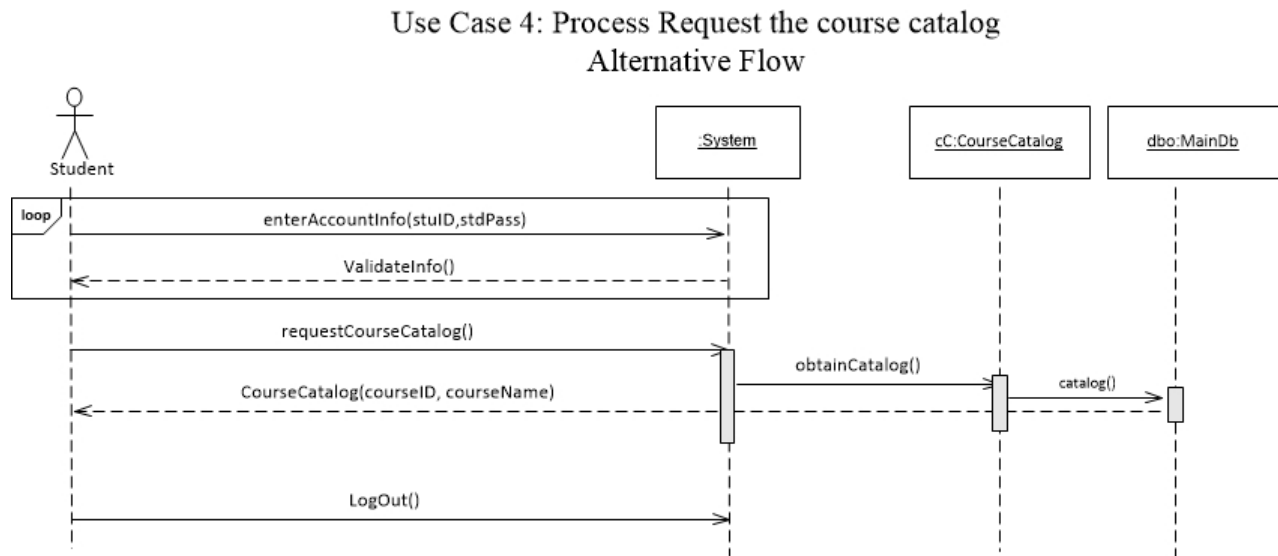 Use Case 4: Process Request the course catalog
Alternative Flow
Student
:System
cC:CourseCatalog
dbo:MainDb
loop
enterAccountInfo(stuID,stdPass)
ValidateInfo()
requestCourseCatalog()
obtainCatalog()
catalog()
CourseCatalog(courseID, courseName)
LogOut()